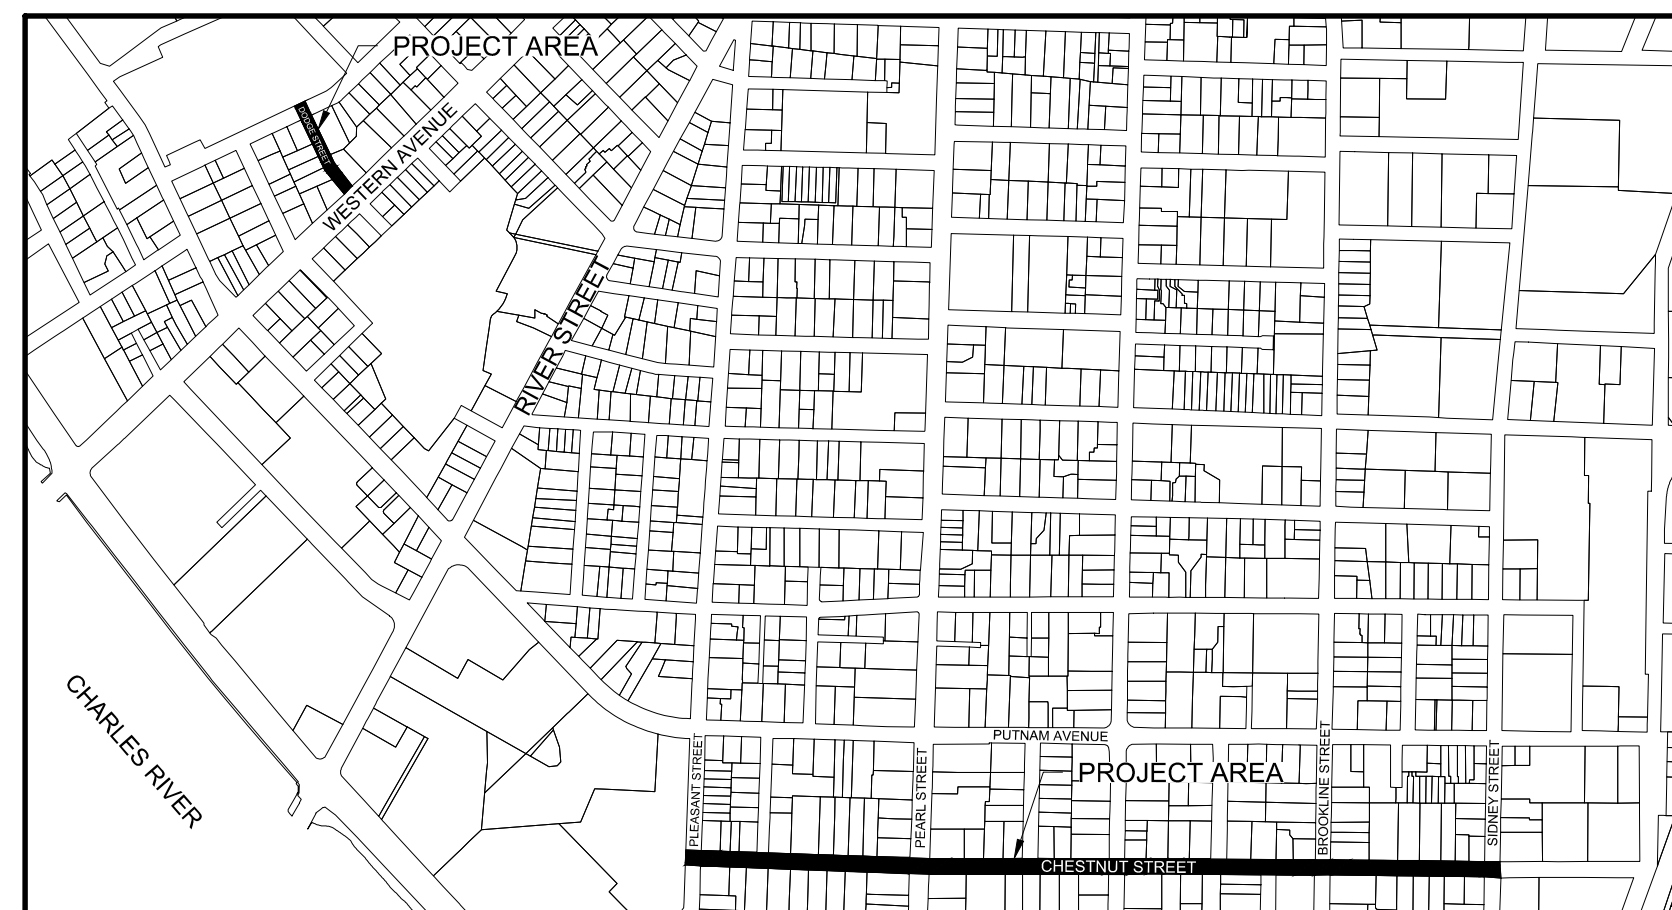 PROJECT AREA
DODGE STREET
WESTERN AVENUE
RIVER STREET
CHARLES RIVER
PUTNAM AVENUE
PLEASANT STREET
PEARL STREET
PROJECT AREA
BROOKLINE STREET
SIDNEY STREET
CHESTNUT STREET